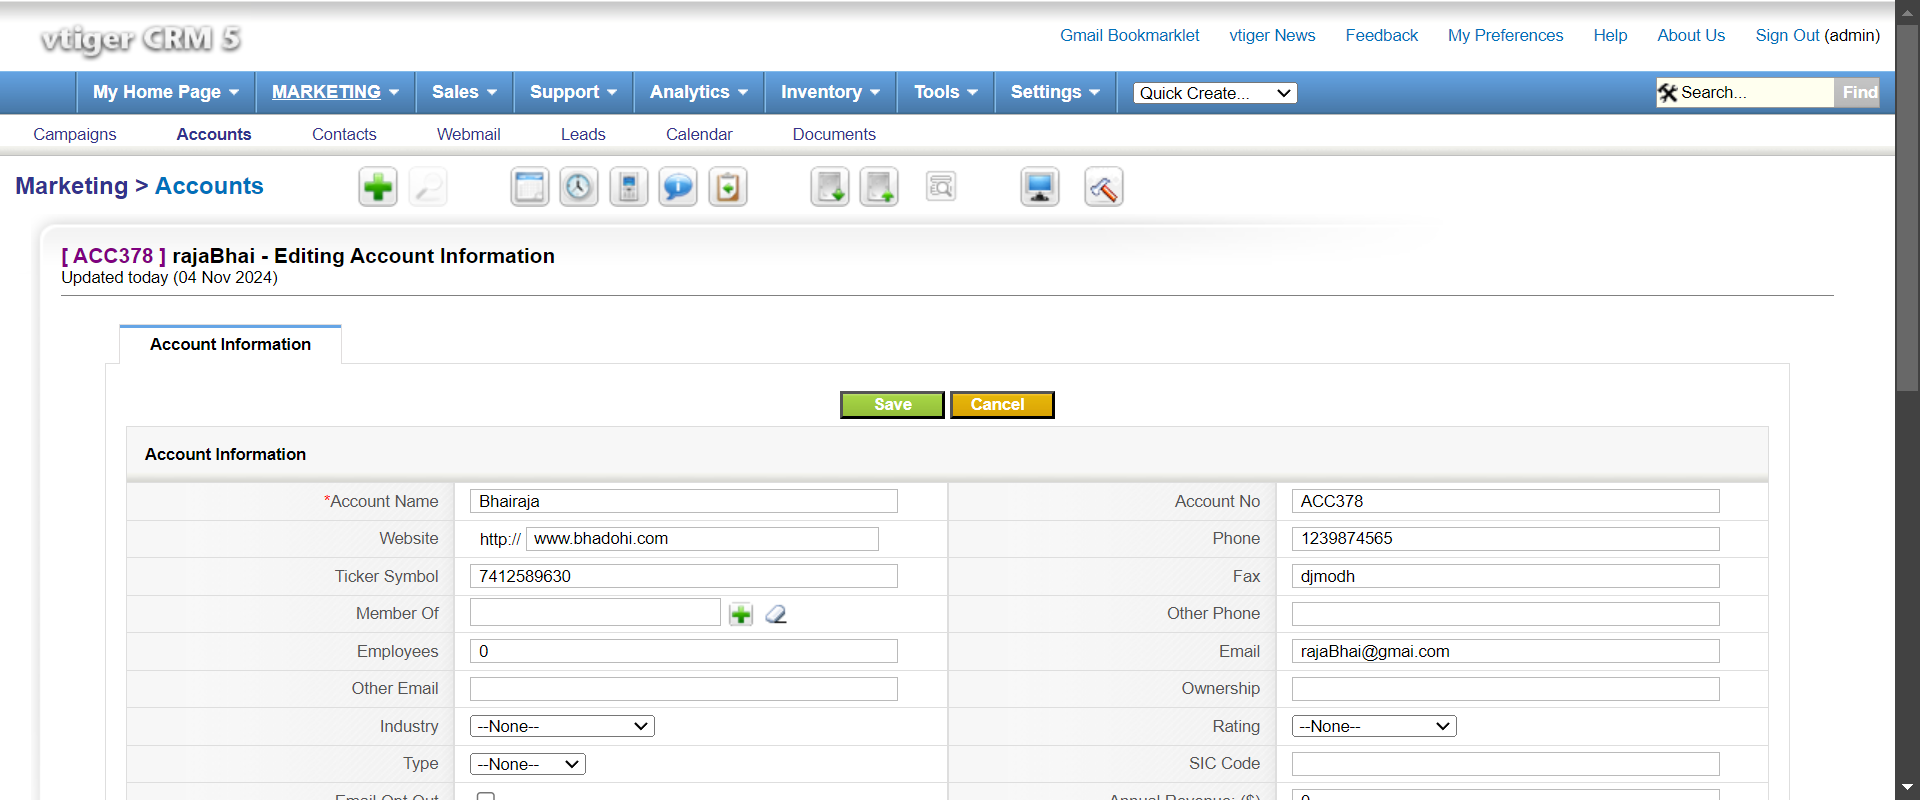 vtiger CRM 5
Gmail Bookmarklet vtiger News Feedback My Preferences Help About Us Sign Out (admin)
My Home Page MARKETING Sales Support Analytics Inventory Tools Settings Quick Create... Search... Find
Campaigns Accounts Contacts Webmail Leads Calendar Documents
Marketing > Accounts
[ ACC378 ] rajaBhai - Editing Account Information
Updated today (04 Nov 2024)
Account Information
Save Cancel
Account Information
*Account Name Bhairaja Account No ACC378
Website http:// www.bhadohi.com Phone 1239874565
Ticker Symbol 7412589630 Fax djmodh
Member Of Other Phone
Employees 0 Email rajaBhai@gmai.com
Other Email Ownership
Industry --None-- Rating --None--
Type --None-- SIC Code
Email Opt Out Annual Revenue: ($) 0